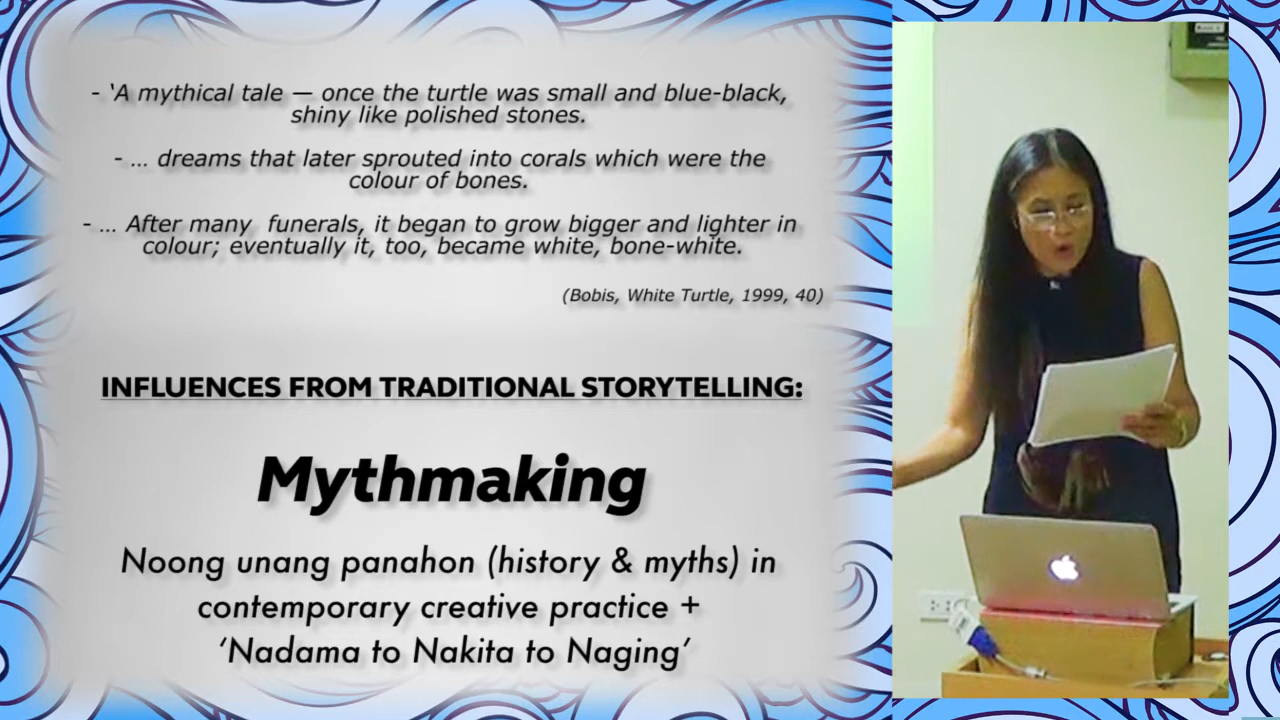 - ‘A mythical tale — once the turtle was small and blue-black,
shiny like polished stones.
- ... dreams that later sprouted into corals which were the
colour of bones.
- ... After many  funerals, it began to grow bigger and lighter in
colour; eventually it, too, became white, bone-white.
(Bobis, White Turtle, 1999, 40)
INFLUENCES FROM TRADITIONAL STORYTELLING:
Mythmaking
Noong unang panahon (history & myths) in
contemporary creative practice +
‘Nadama to Nakita to Naging’